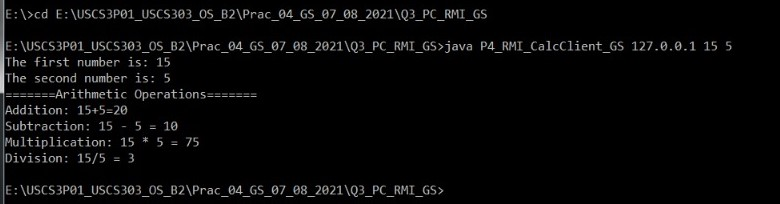 E:\>cd E:\USCS3P01_USCS303_OS_B2\Prac_04_GS_07_08_2021\Q3_PC_RMI_GS
E:\USCS3P01_USCS303_OS_B2\Prac_04_GS_07_08_2021\Q3_PC_RMI_GS>java P4_RMI_CalcClient_GS 127.0.0.1 15 5
The first number is: 15
The second number is: 5
=======Arithmetic Operations=======
Addition: 15+5=20
Subtraction: 15 - 5 = 10
Multiplication: 15 * 5 = 75
Division: 15/5 = 3
E:\USCS3P01_USCS303_OS_B2\Prac_04_GS_07_08_2021\Q3_PC_RMI_GS>